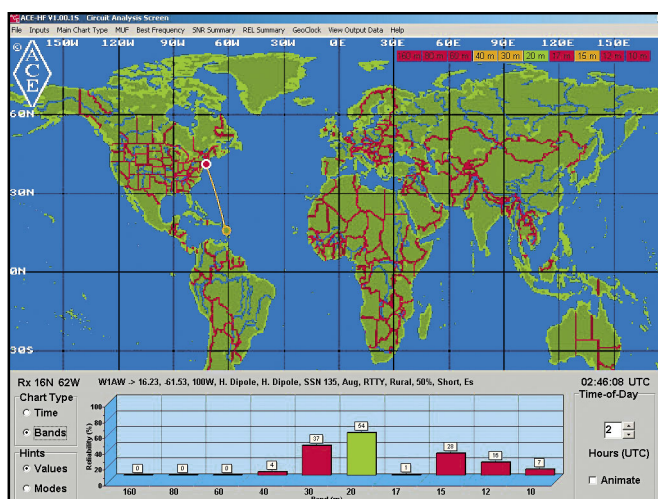 ACE-HF V1.00.1S Circuit Analysis Screen
File Inputs Main Chart Type MUF Best Frequency SNR Summary REL Summary GeoClock View Output Data Help
© ACE
150W 120W 90W 60W 30W 0E 30E 60E 90E 120E 150E
40 m 30 m 20 m 17 m 15 m 12 m 10 m
60N
30N
0N
30S
Rx 16N 62W W1AW -> 16.23, -61.53, 100W, H. Dipole, H. Dipole, SSN 135, Aug, RTTY, Rural, 50%, Short, Es 02:46:08 UTC
Chart Type
Time
Bands
Hints
Values
Modes
Reliability (%)
100
80
60
40
20
0
0 0 0 4 37 54 1 28 16 7
160 80 60 40 30 20 17 15 12 10
Band (m)
Time-of-Day
2
Hours (UTC)
Animate